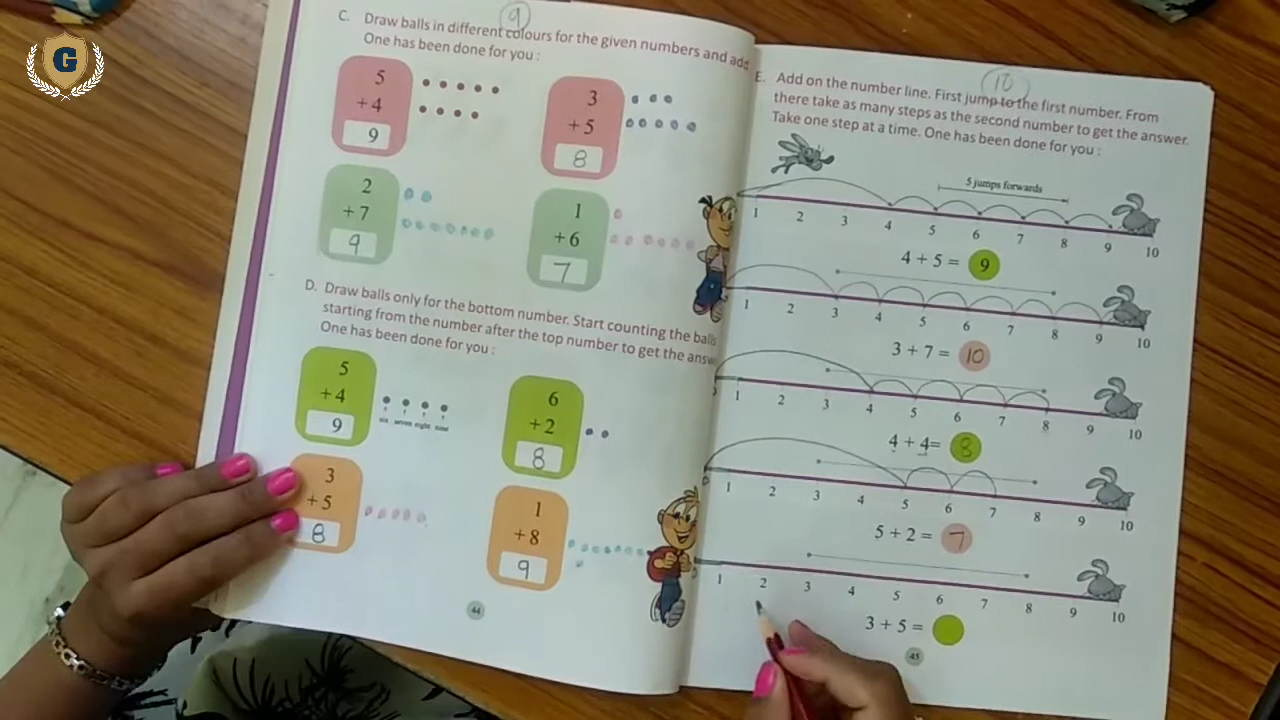 G
9
C. Draw balls in different colours for the given numbers and add
One has been done for you :
5
+ 4
9
3
+ 5
8
2
+ 7
9
1
+ 6
7
D. Draw balls only for the bottom number. Start counting the balls
starting from the number after the top number to get the answ
One has been done for you :
5
+ 4
9
six seven eight nine
6
+ 2
8
3
+ 5
8
1
+ 8
9
44
10
E. Add on the number line. First jump to the first number. From
there take as many steps as the second number to get the answer.
Take one step at a time. One has been done for you :
5 jumps forwards
1 2 3 4 5 6 7 8 9 10
4 + 5 = 9
1 2 3 4 5 6 7 8 9 10
3 + 7 = 10
1 2 3 4 5 6 7 8 9 10
4 + 4 = 8
1 2 3 4 5 6 7 8 9 10
5 + 2 = 7
1 2 3 4 5 6 7 8 9 10
3 + 5 =
45